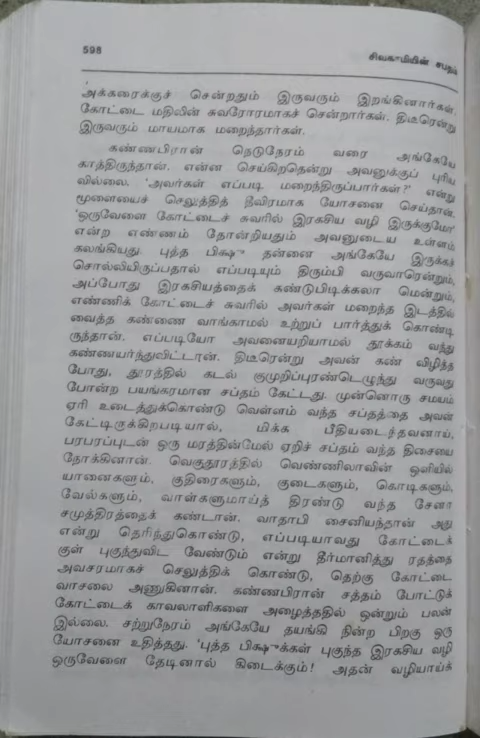 598
சிவகாமியின் சபதம்
அக்கரைக்குச் சென்றதும் இருவரும் இறங்கினார்கள்.
கோட்டை மதிலின் சுவரோரமாகச் சென்றார்கள். திடீரென்று
இருவரும் மாயமாக மறைந்தார்கள்.
கண்ணபிரான் நெடுநேரம் வரை அங்கேயே
காத்திருந்தான். என்ன செய்கிறதென்று அவனுக்குப் புரிய
வில்லை. 'அவர்கள் எப்படி மறைந்திருப்பார்கள்?' என்று
மூளையைச் செலுத்தித் தீவிரமாக யோசனை செய்தான்.
'ஒருவேளை கோட்டைச் சுவரில் இரகசிய வழி இருக்குமோ'
என்ற எண்ணம் தோன்றியதும் அவனுடைய உள்ளம்
கலங்கியது. புத்த பிக்ஷு தன்னை அங்கேயே இருக்கச்
சொல்லியிருப்பதால் எப்படியும் திரும்பி வருவாரென்றும்,
அப்போது இரகசியத்தைக் கண்டுபிடிக்கலா மென்றும்,
எண்ணிக் கோட்டைச் சுவரில் அவர்கள் மறைந்த இடத்தில்
வைத்த கண்ணை வாங்காமல் உற்றுப் பார்த்துக் கொண்டி
ருந்தான். எப்படியோ அவனையறியாமல் தூக்கம் வந்து
கண்ணயர்ந்துவிட்டான். திடீரென்று அவன் கண் விழித்த
போது, தூரத்தில் கடல் குமுறிப்புரண்டெழுந்து வருவது
போன்ற பயங்கரமான சப்தம் கேட்டது. முன்னொரு சமயம்
ஏரி உடைத்துக்கொண்டு வெள்ளம் வந்த சப்தத்தை அவன்
கேட்டிருக்கிறபடியால், மிக்க பீதியடைந்தவனாய்,
பரபரப்புடன் ஒரு மரத்தின்மேல் ஏறிச் சப்தம் வந்த திசையை
நோக்கினான். வெகுதூரத்தில் வெண்ணிலாவின் ஒளியில்
யானைகளும், குதிரைகளும், குடைகளும், கொடிகளும்,
வேல்களும், வாள்களுமாய்த் திரண்டு வந்த சேனா
சமுத்திரத்தைக் கண்டான். வாதாபி சைனியந்தான் அது
என்று தெரிந்துகொண்டு, எப்படியாவது கோட்டைக்
குள் புகுந்துவிட வேண்டும் என்று தீர்மானித்து ரதத்தை
அவசரமாகச் செலுத்திக் கொண்டு, தெற்கு கோட்டை
வாசலை அணுகினான். கண்ணபிரான் சத்தம் போட்டுக்
கோட்டைக் காவலாளிகளை அழைத்ததில் ஒன்றும் பலன்
இல்லை. சற்றுநேரம் அங்கேயே தயங்கி நின்ற பிறகு ஒரு
யோசனை உதித்தது. 'புத்த பிக்ஷுக்கள் புகுந்த இரகசிய வழி
ஒருவேளை தேடினால் கிடைக்கும்! அதன் வழியாய்க்